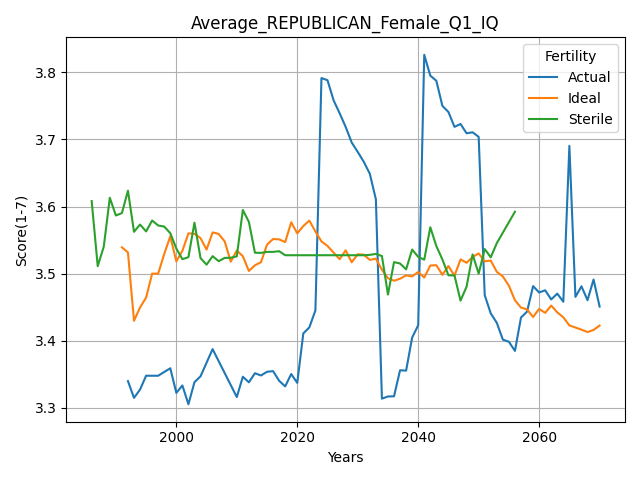 Average_REPUBLICAN_Female_Q1_IQ
Fertility
Actual
Ideal
Sterile
Score(1-7)
3.8
3.7
3.6
3.5
3.4
3.3
2000
2020
2040
2060
Years